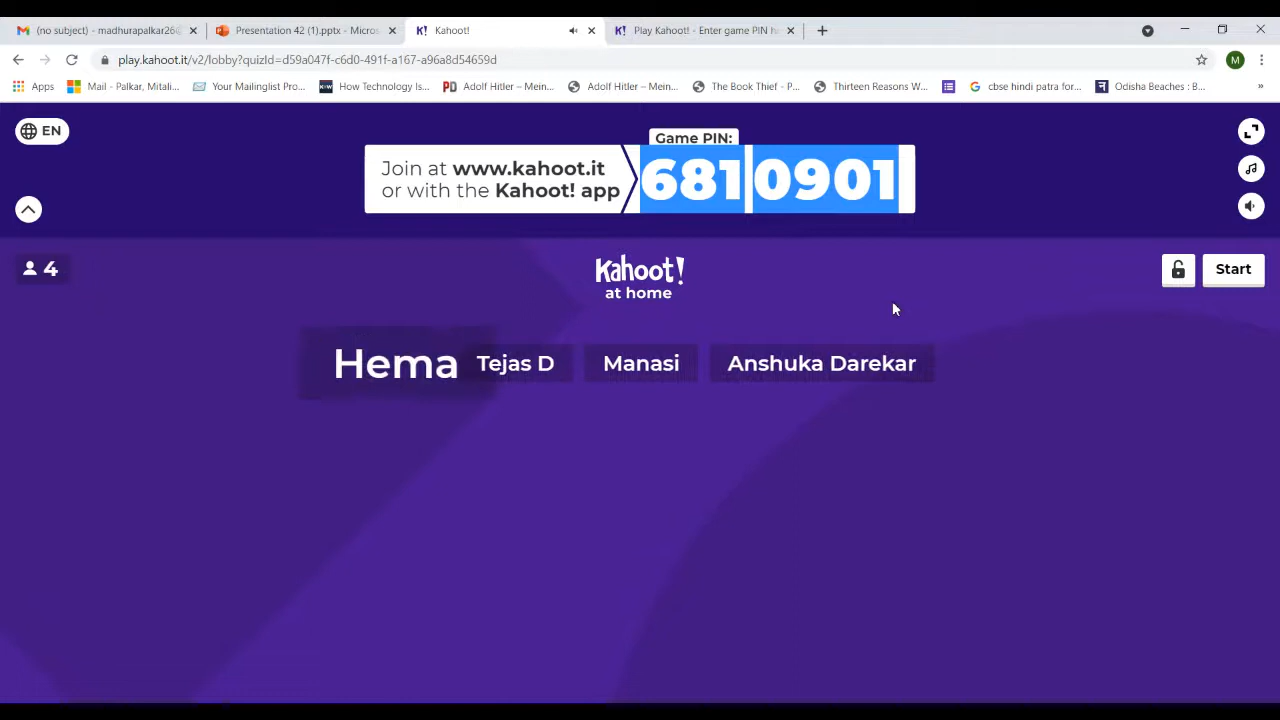 (no subject) - madhurapalkar26@
Presentation 42 (1).pptx - Micros
Kahoot!
Play Kahoot! - Enter game PIN h
play.kahoot.it/v2/lobby?quizId=d59a047f-c6d0-491f-a167-a96a8d54659d
M
Apps
Mail - Palkar, Mitali...
Your Mailinglist Pro...
How Technology Is...
Adolf Hitler – Mein...
Adolf Hitler – Mein...
The Book Thief - P...
Thirteen Reasons W...
cbse hindi patra for...
Odisha Beaches : B...
»
EN
Game PIN:
Join at www.kahoot.it
or with the Kahoot! app
681 0901
4
Kahoot!
at home
Start
Hema
Tejas D
Manasi
Anshuka Darekar